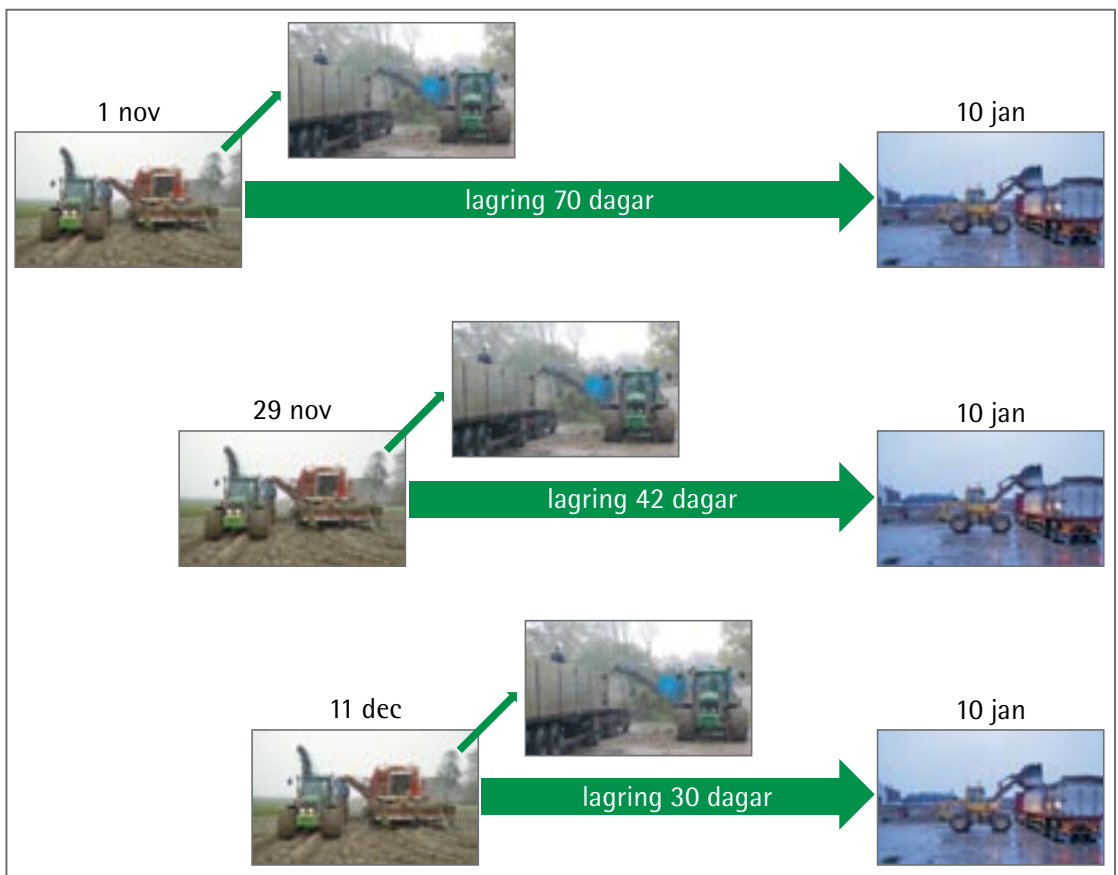 1 nov
10 jan
lagring 70 dagar
29 nov
10 jan
lagring 42 dagar
11 dec
10 jan
lagring 30 dagar